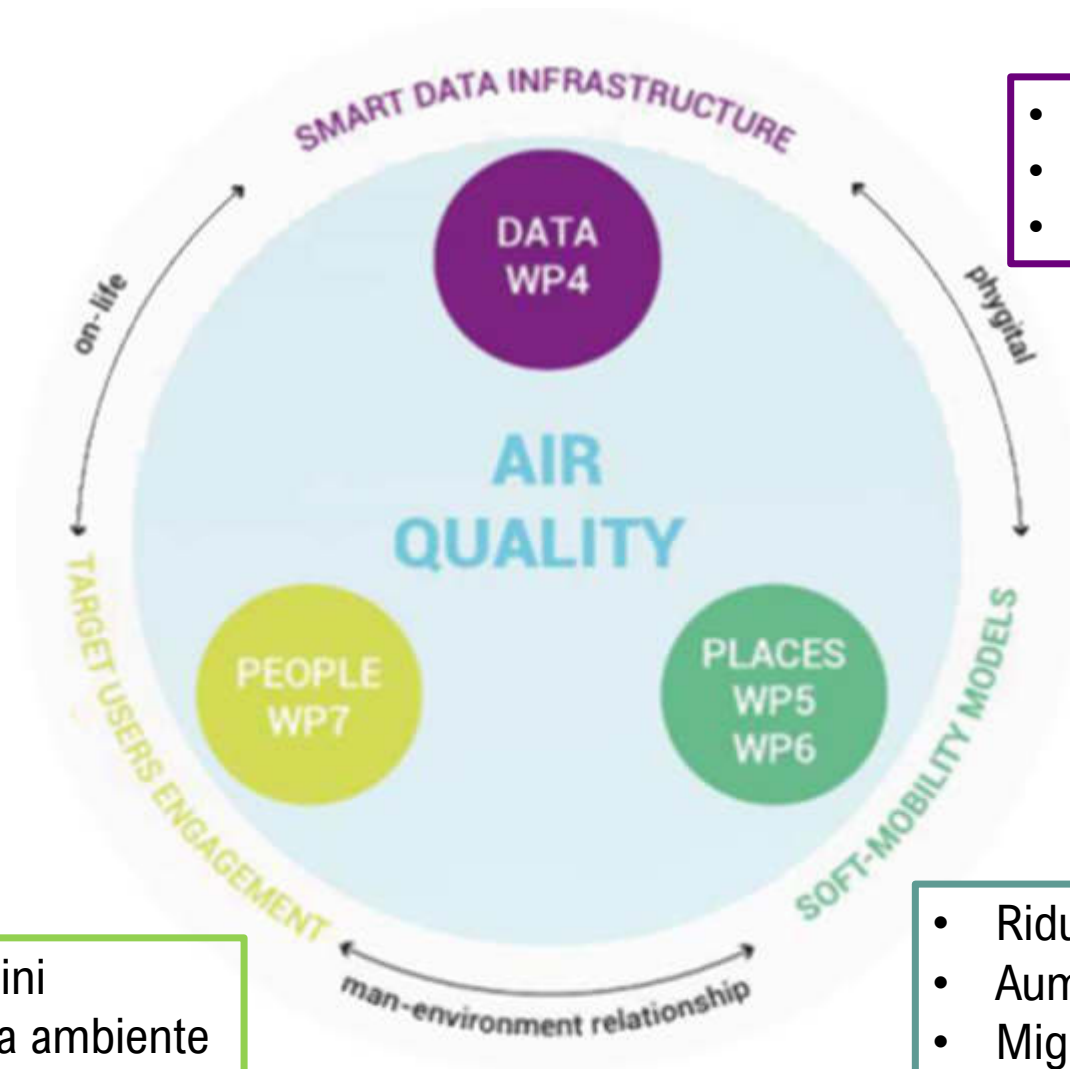 SMART DATA INFRASTRUCTURE
DATA
WP4
on-life
phygital
AIR
QUALITY
PEOPLE
WP7
PLACES
WP5
WP6
TARGET USERS ENGAGEMENT
SOFT-MOBILITY MODELS
man-environment relationship
ini
a ambiente
• Ridu
• Aum
• Mig